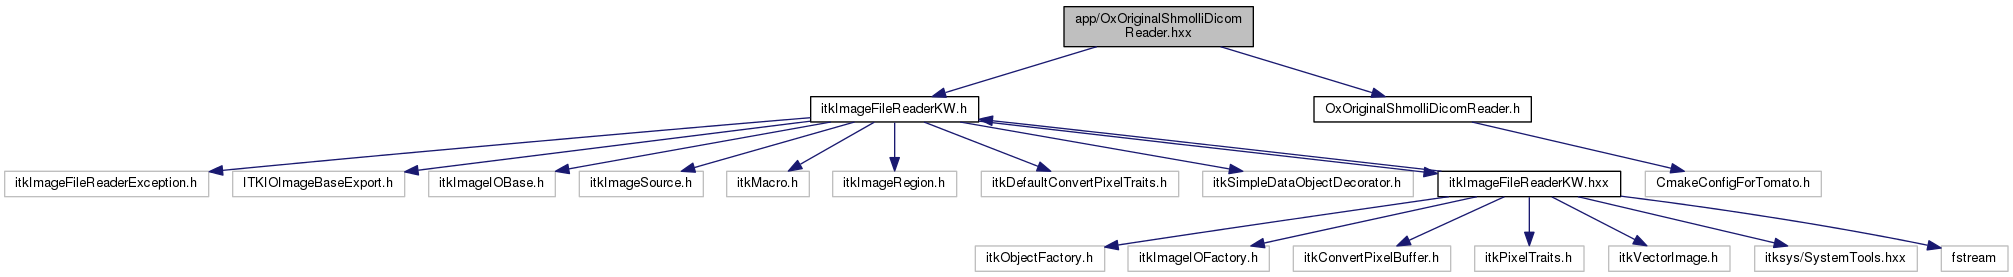 app/OxOriginalShmolliDicom
Reader.hxx
itkImageFileReaderKW.h
OxOriginalShmolliDicomReader.h
itkImageFileReaderException.h
ITKIOImageBaseExport.h
itkImageIOBase.h
itkImageSource.h
itkMacro.h
itkImageRegion.h
itkDefaultConvertPixelTraits.h
itkSimpleDataObjectDecorator.h
itkImageFileReaderKW.hxx
CmakeConfigForTomato.h
itkObjectFactory.h
itkImageIOFactory.h
itkConvertPixelBuffer.h
itkPixelTraits.h
itkVectorImage.h
itksys/SystemTools.hxx
fstream